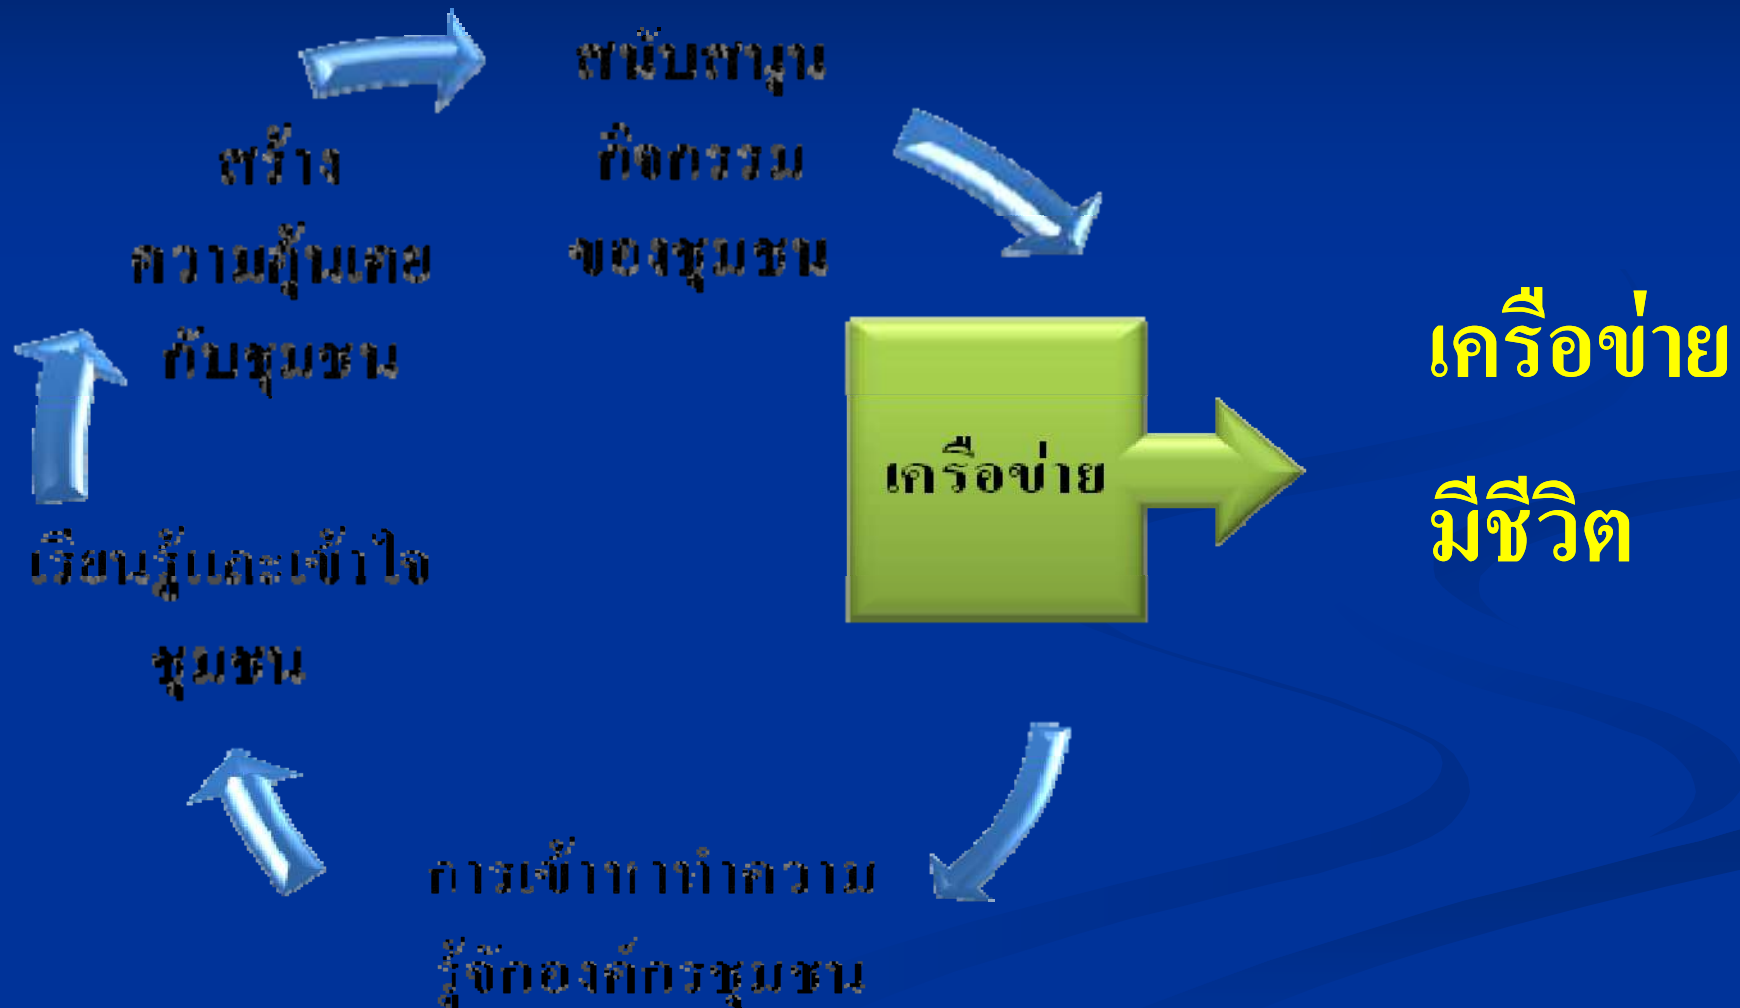 สนับสนุน
กิจกรรม
ของชุมชน
สร้าง
ความคุ้นเคย
กับชุมชน
เครือข่าย
มีชีวิต
เครือข่าย
เรียนรู้และเข้าใจ
ชุมชน
การเข้าหาทำความ
รู้จักองค์กรชุมชน